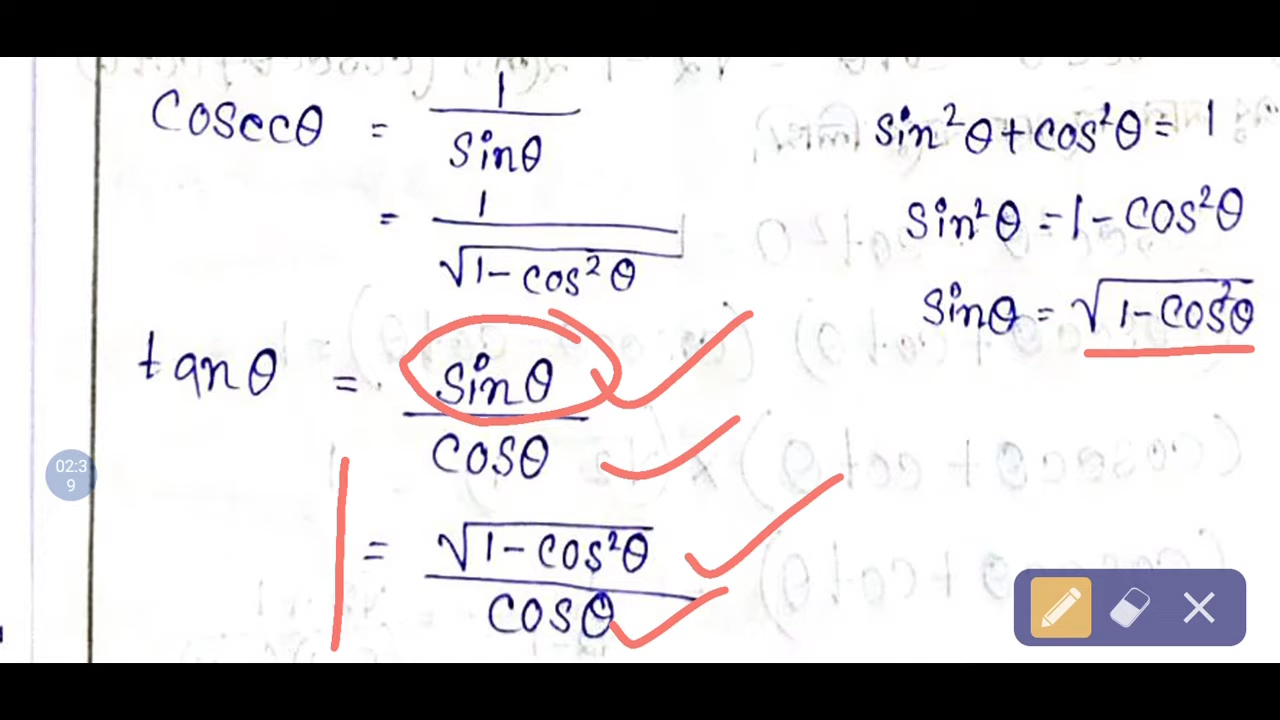 cosecθ = 1/sinθ
= 1/√1-cos²θ
tanθ = sinθ/cosθ
= √1-cos²θ/cosθ
sin²θ+cos²θ=1
sin²θ=1-cos²θ
sinθ=√1-cos²θ
02:39